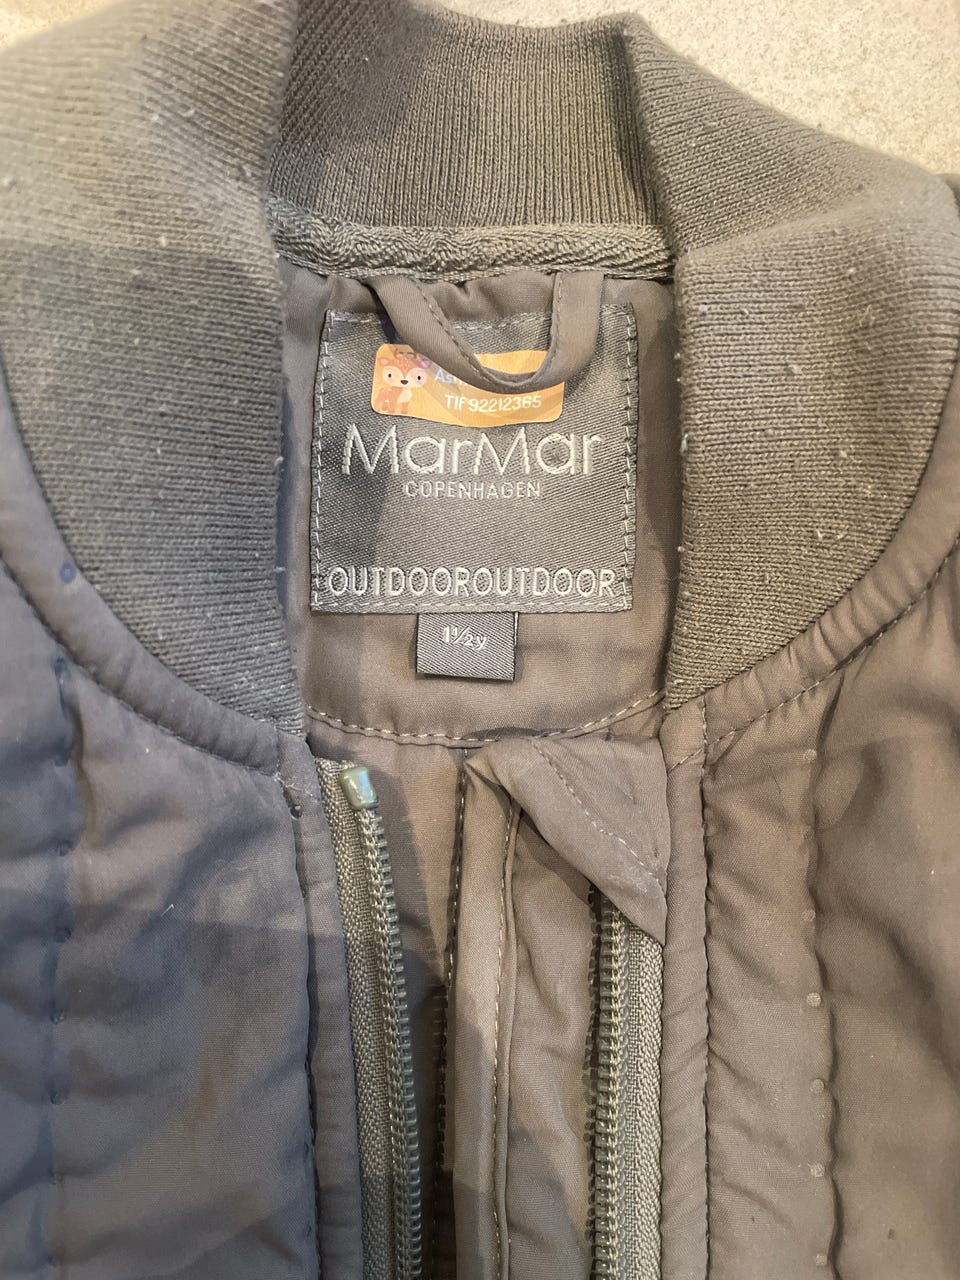 Tlf 92212365
MarMar
COPENHAGEN
OUTDOOROUTDOOR
1½y